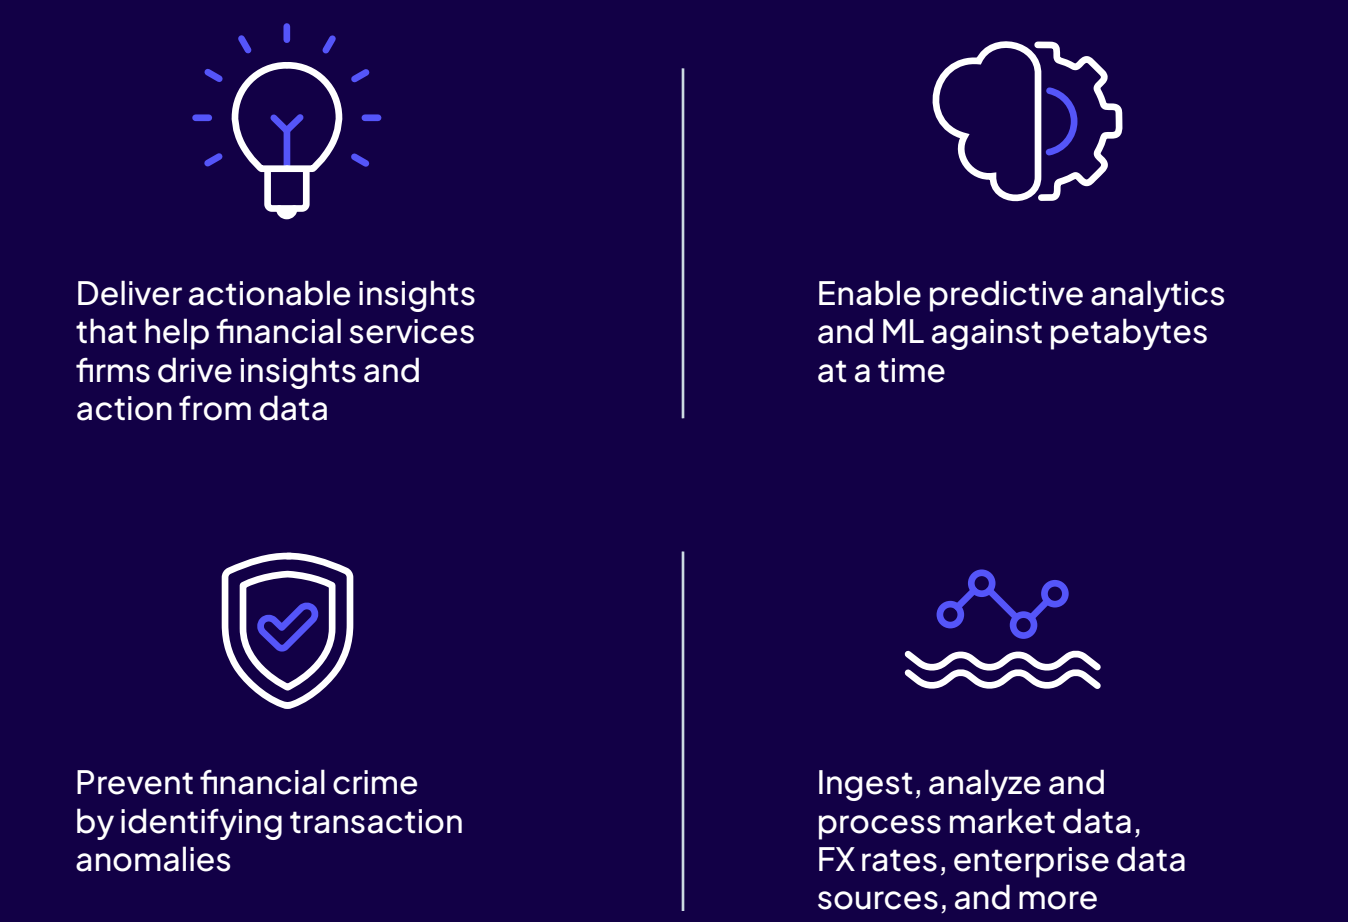 Deliver actionable insights
that help financial services
firms drive insights and
action from data
Enable predictive analytics
and ML against petabytes
at a time
Prevent financial crime
by identifying transaction
anomalies
Ingest, analyze and
process market data,
FX rates, enterprise data
sources, and more